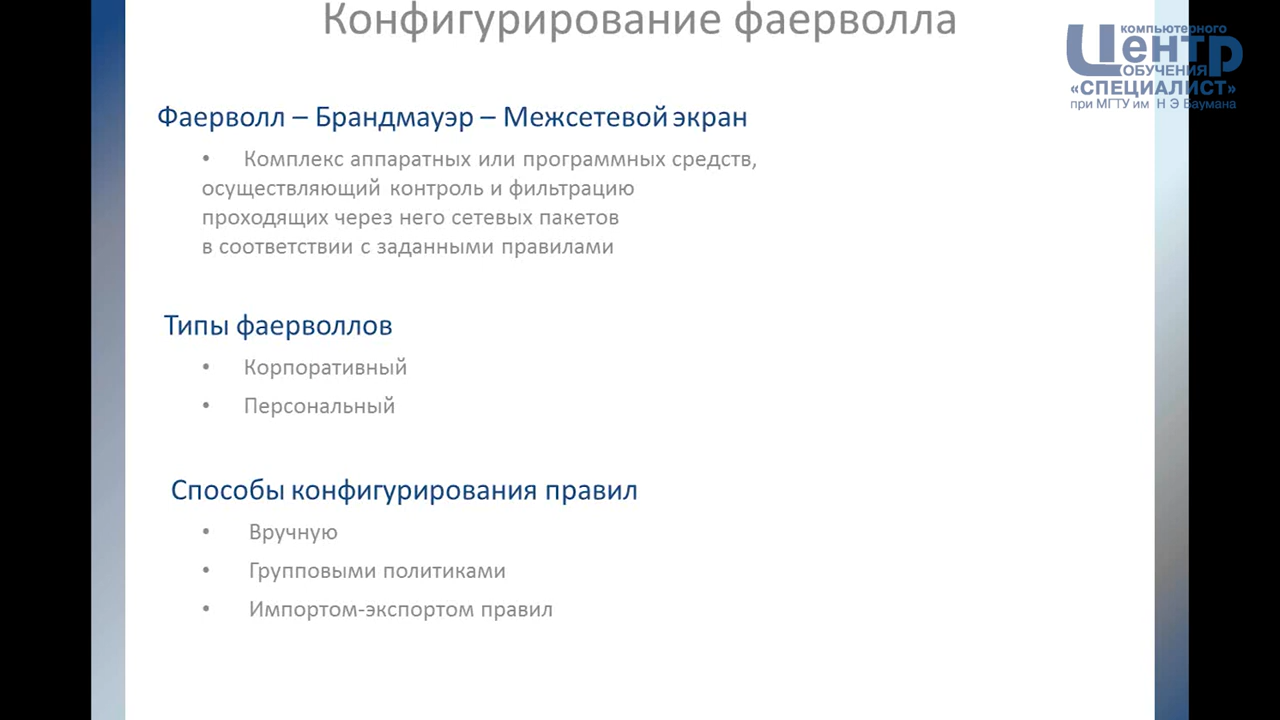 Конфигурирование фаерволла
компьютерного
Центр
ОБУЧЕНИЯ
«СПЕЦИАЛИСТ»
при МГТУ им Н Э Баумана
Фаерволл – Брандмауэр – Межсетевой экран
• Комплекс аппаратных или программных средств,
осуществляющий контроль и фильтрацию
проходящих через него сетевых пакетов
в соответствии с заданными правилами
Типы фаерволлов
• Корпоративный
• Персональный
Способы конфигурирования правил
• Вручную
• Групповыми политиками
• Импортом-экспортом правил